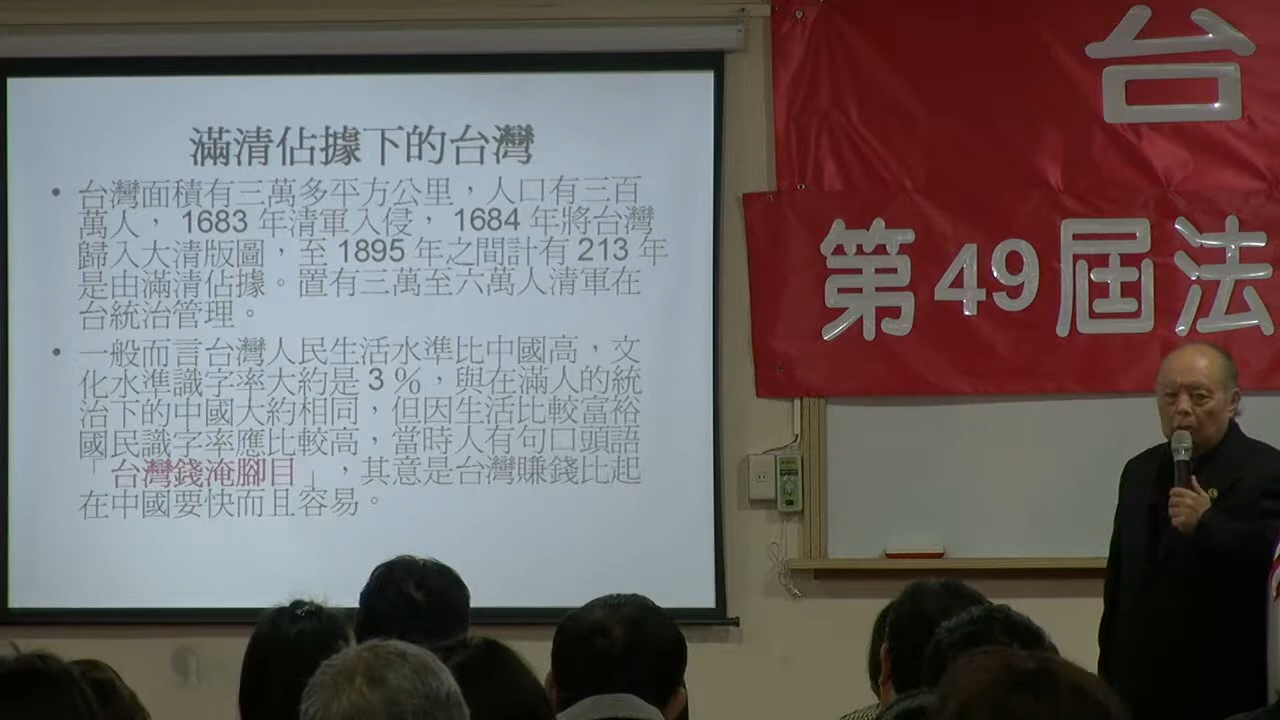 滿清佔據下的台灣
• 台灣面積有三萬多平方公里，人口有三百
萬人， 1683 年清軍入侵， 1684 年將台灣
歸入大清版圖，至 1895 年之間計有 213 年
是由滿清佔據。置有三萬至六萬人清軍在
台統治管理。
• 一般而言台灣人民生活水準比中國高，文
化水準識字率大約是 3 %，與在滿人的統
治下的中國大約相同，但因生活比較富裕
國民識字率應比較高，當時人有句口頭語
「台灣錢淹腳目」，其意是台灣賺錢比起
在中國要快而且容易。
台
第49屆法